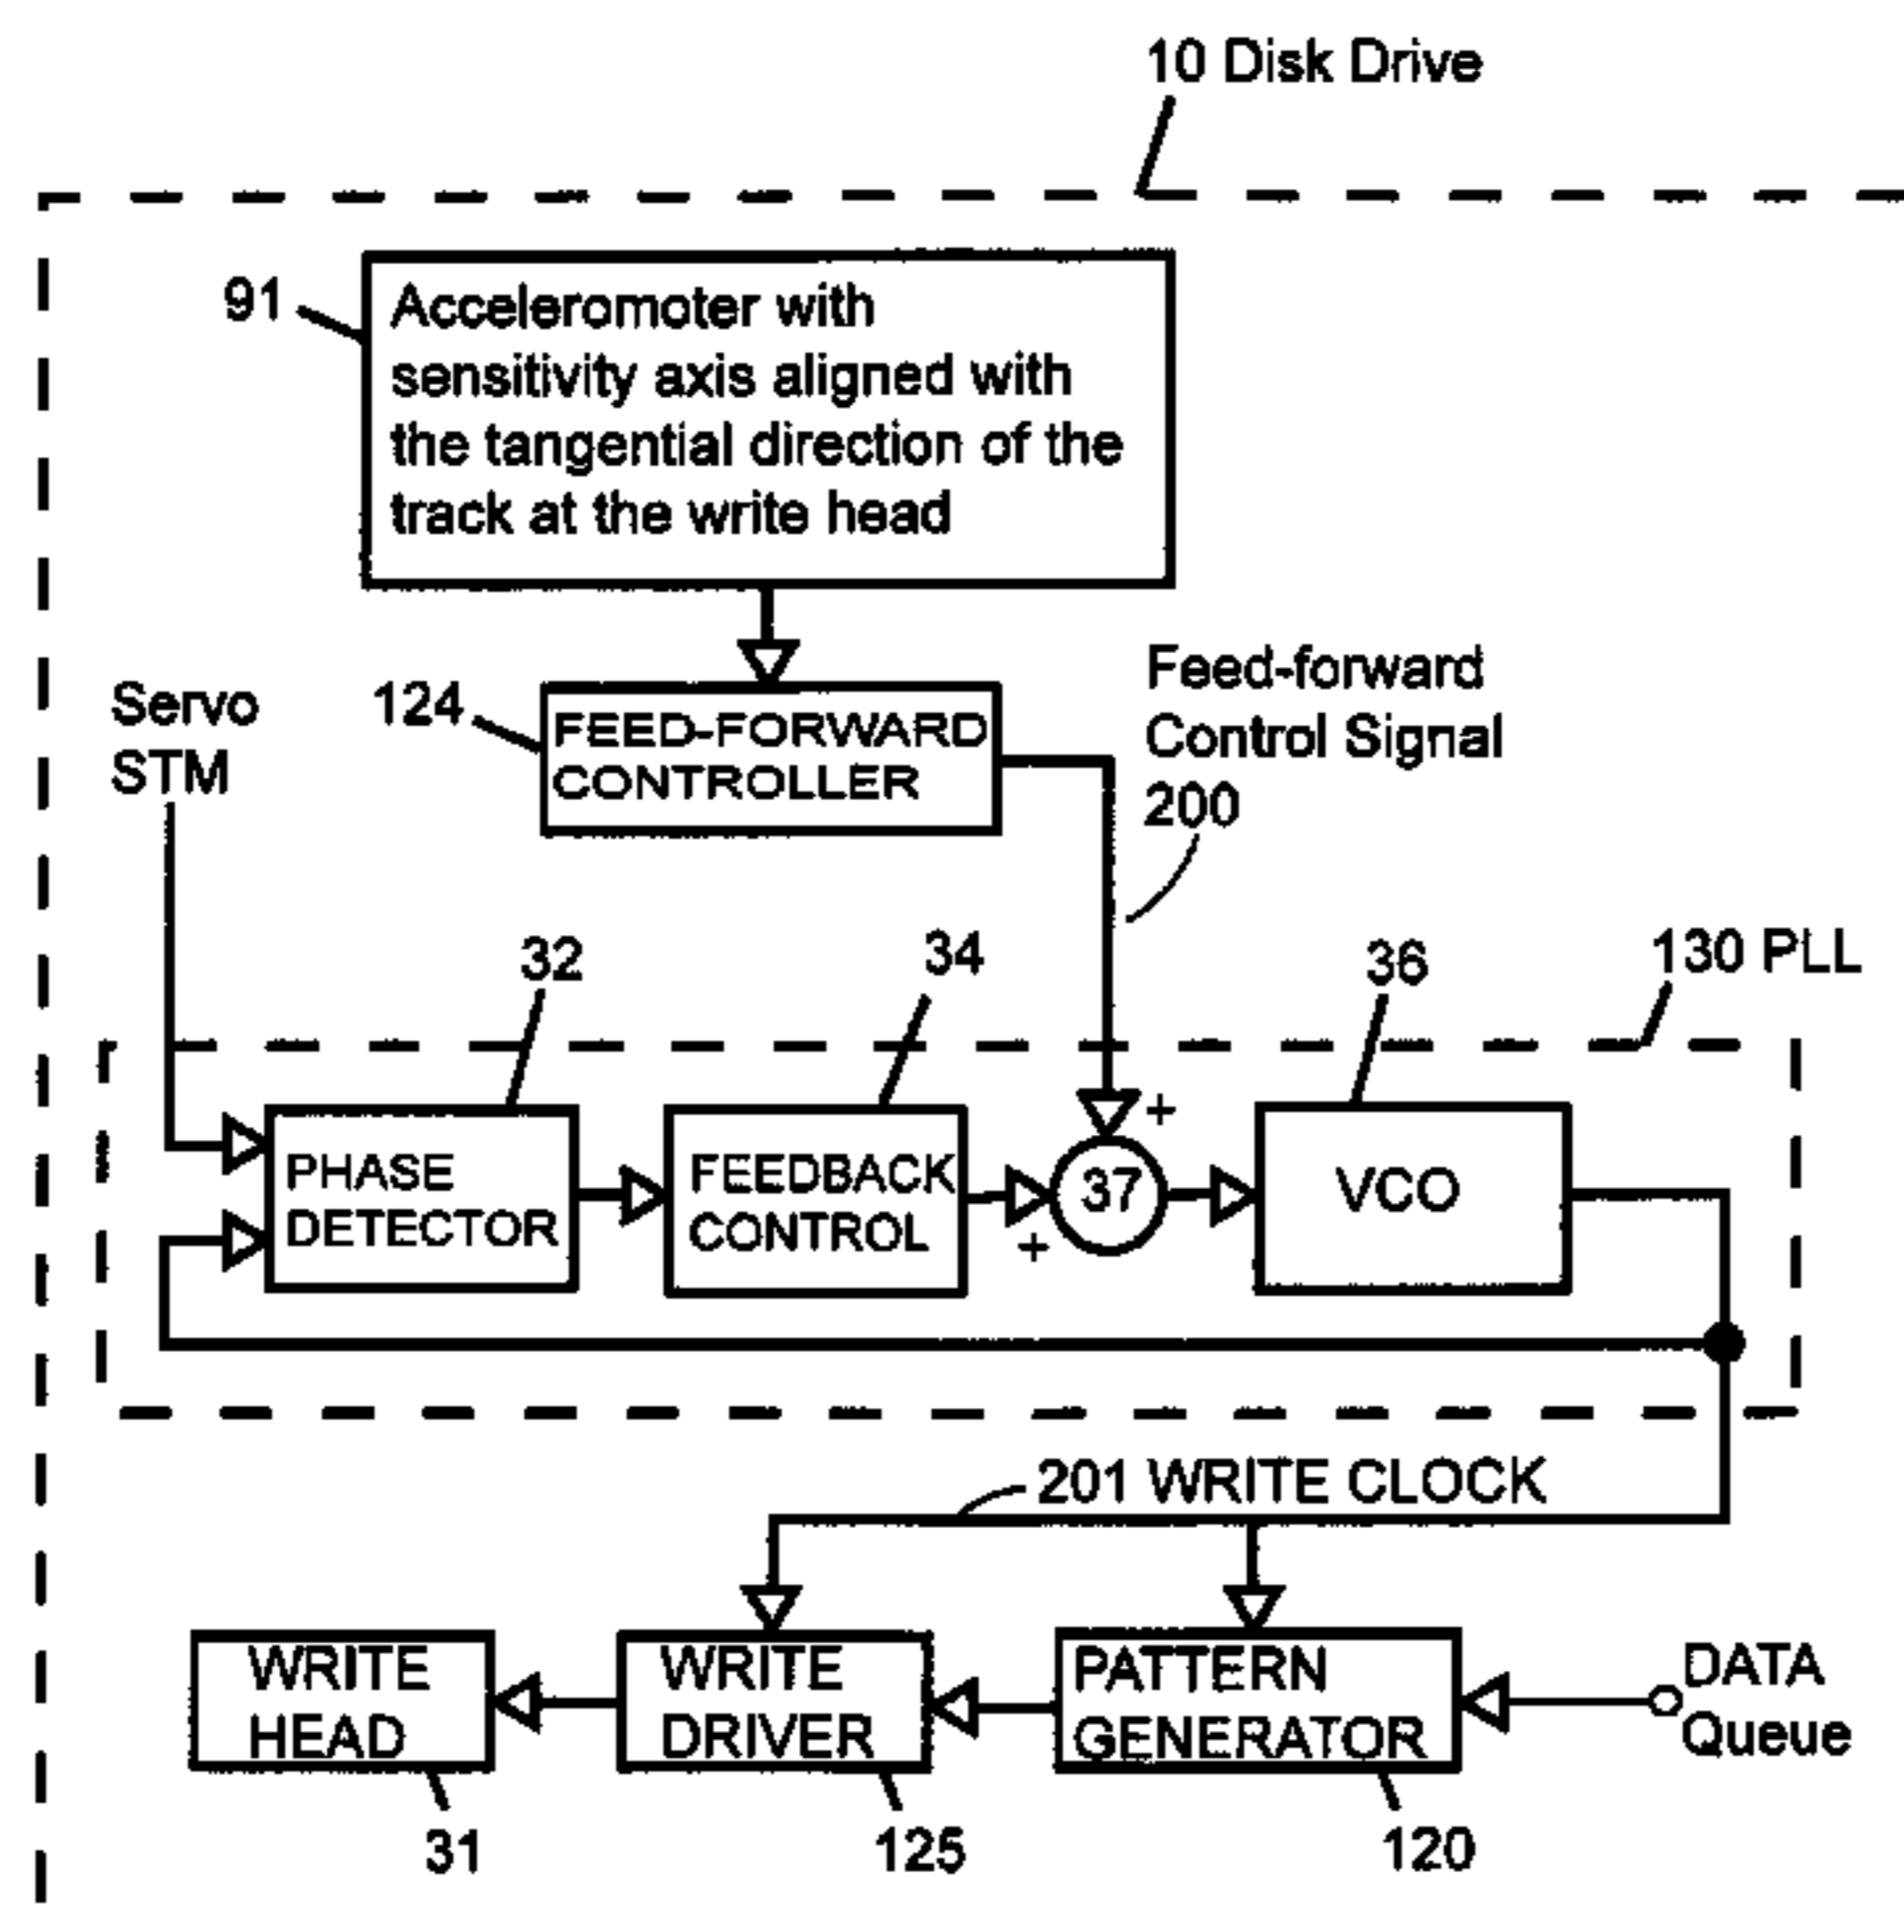 10 Disk Drive
91
Acceleromoter with
sensitivity axis aligned with
the tangential direction of the
track at the write head
Servo
STM
124
FEED-FORWARD
CONTROLLER
Feed-forward
Control Signal
200
32
34
36
130 PLL
PHASE
DETECTOR
FEEDBACK
CONTROL
+
+
37
VCO
201 WRITE CLOCK
WRITE
HEAD
WRITE
DRIVER
PATTERN
GENERATOR
DATA
Queue
31
125
120